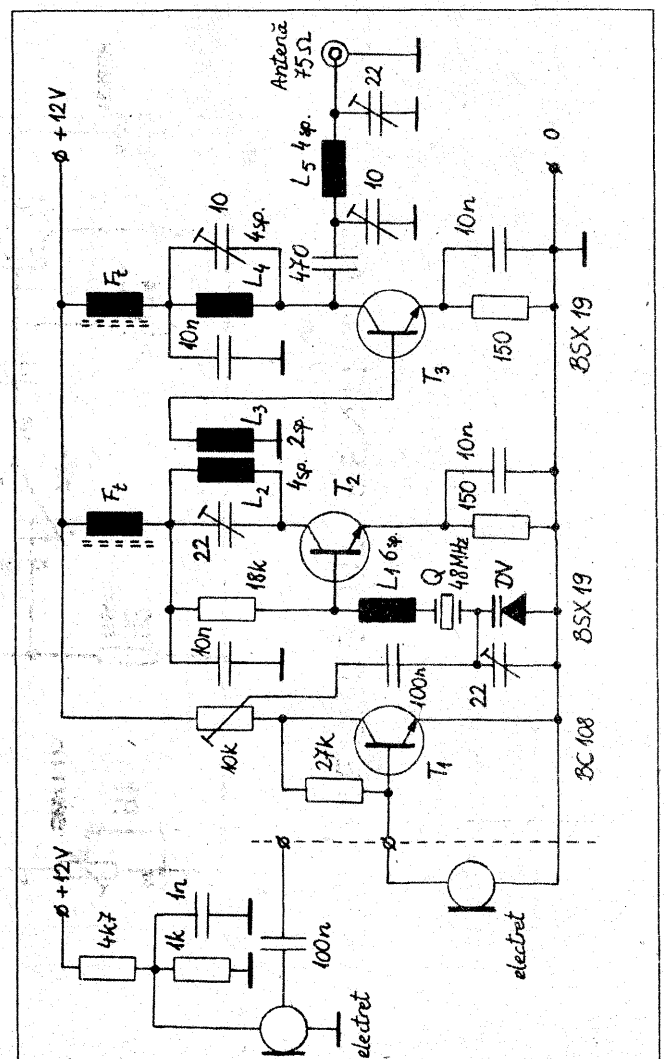 Antenă
75Ω
22
L5 4sp.
10
470
φ +12V
Ft
10
4sp.
L4
10n
T3
10n
150
BSX 19
φ 0
Ft
L3
2sp.
L2
4sp.
22
T2
18k
10n
L1 6sp
Q
48MHz
DV
150
10n
BSX 19
10k
100n
22
27k
T1
BC 108
φ +12V
4k7
1n
1k
100n
electret
electret